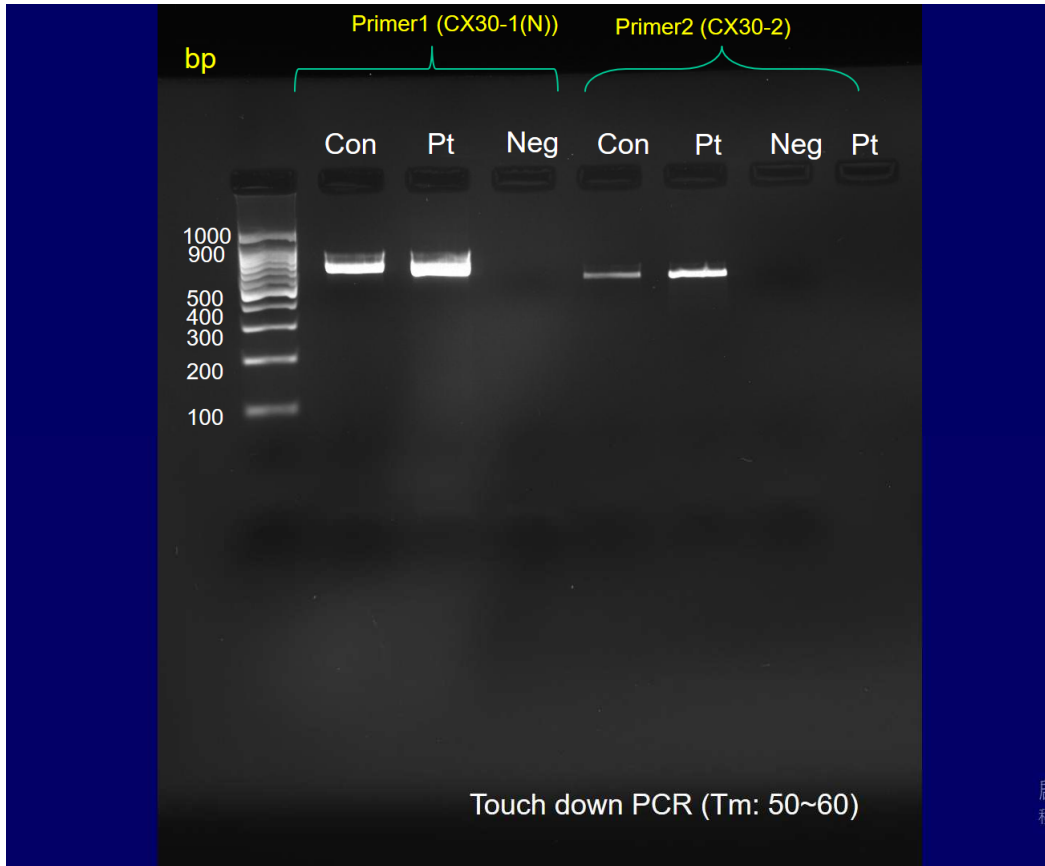 Primer1 (CX30-1(N)) Primer2 (CX30-2)
bp
Con Pt Neg Con Pt Neg Pt
1000
900
500
400
300
200
100
Touch down PCR (Tm: 50~60)